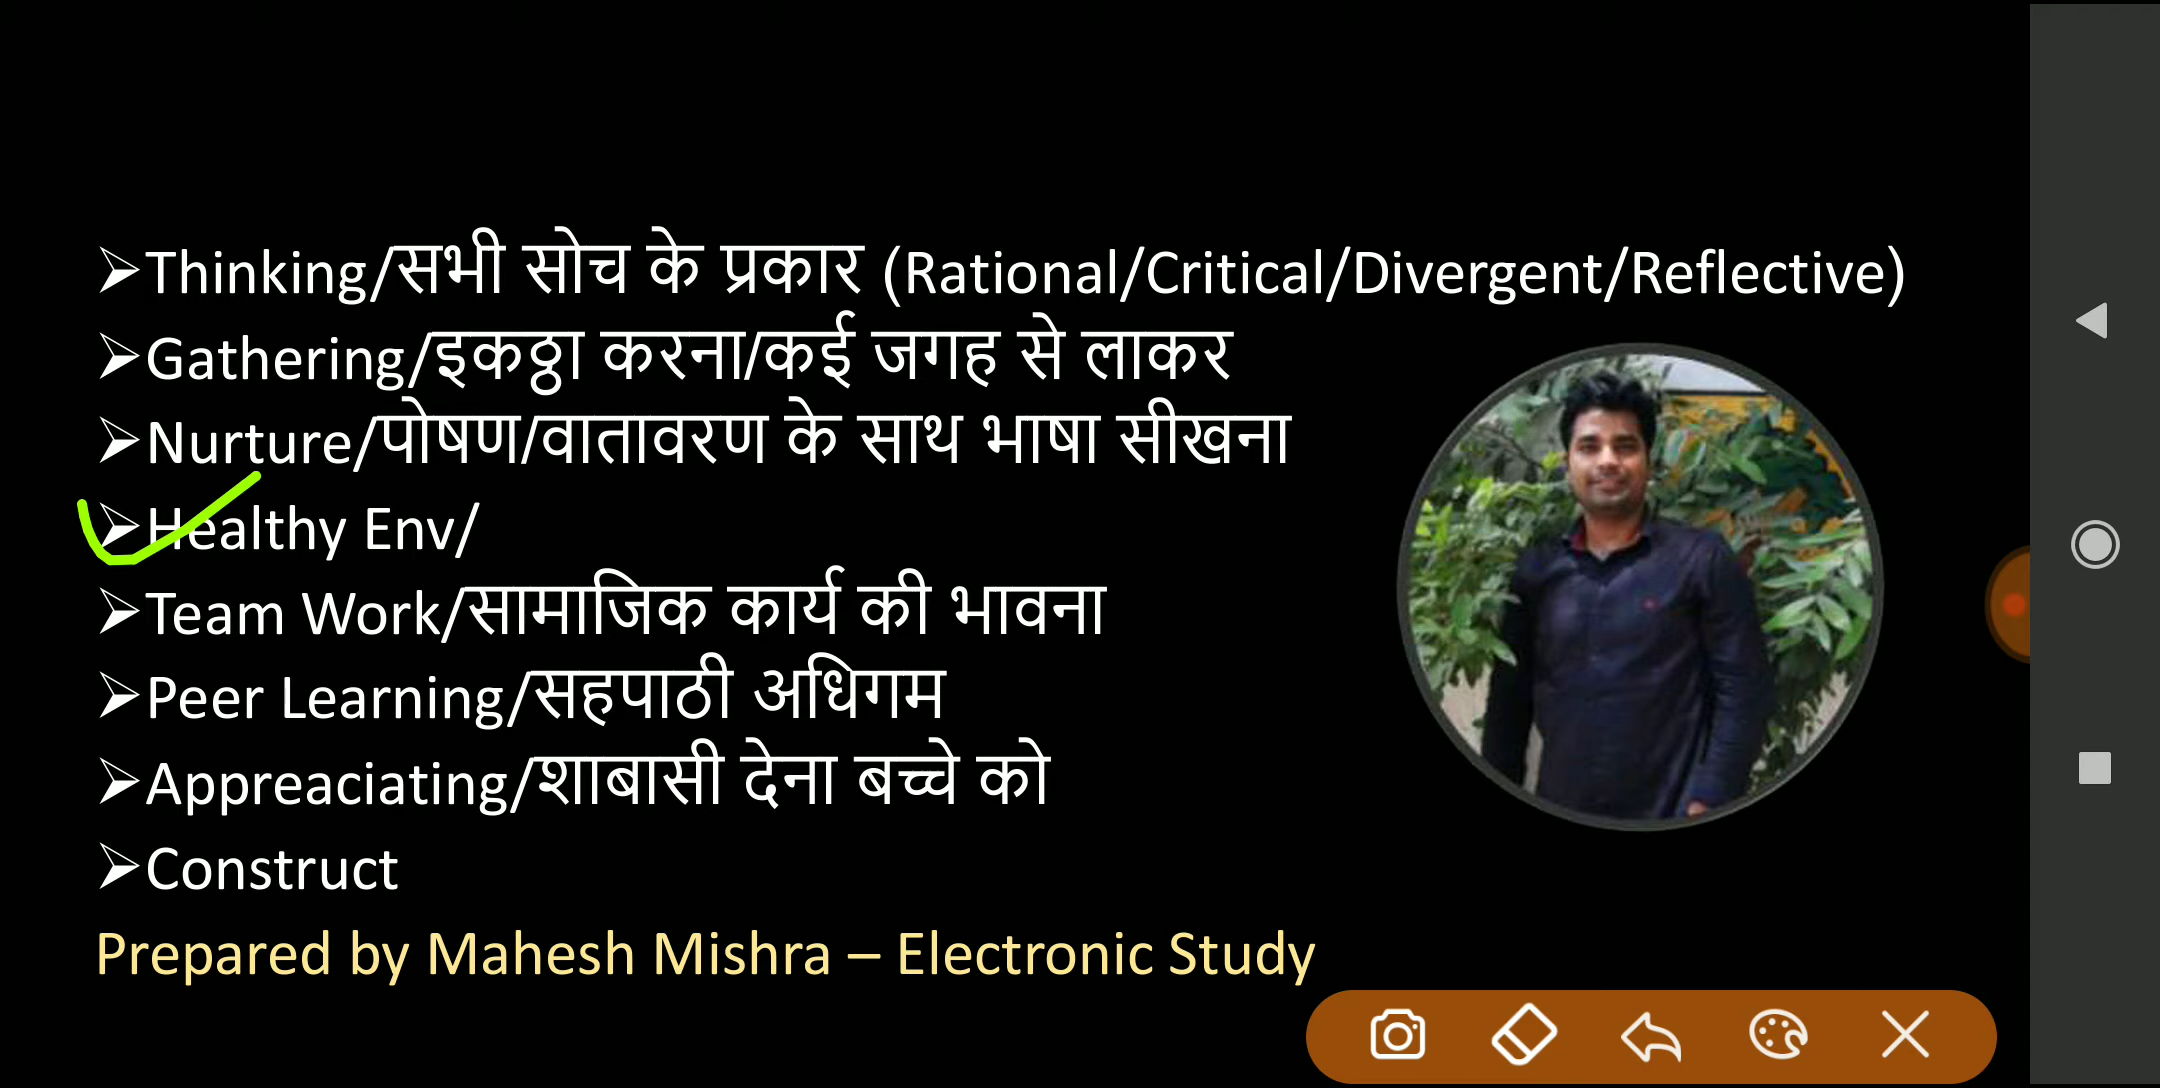 ➢Thinking/सभी सोच के प्रकार (Rational/Critical/Divergent/Reflective)
➢Gathering/इकठ्ठा करना/कई जगह से लाकर
➢Nurture/पोषण/वातावरण के साथ भाषा सीखना
➢Healthy Env/
➢Team Work/सामाजिक कार्य की भावना
➢Peer Learning/सहपाठी अधिगम
➢Appreaciating/शाबासी देना बच्चे को
➢Construct
Prepared by Mahesh Mishra – Electronic Study